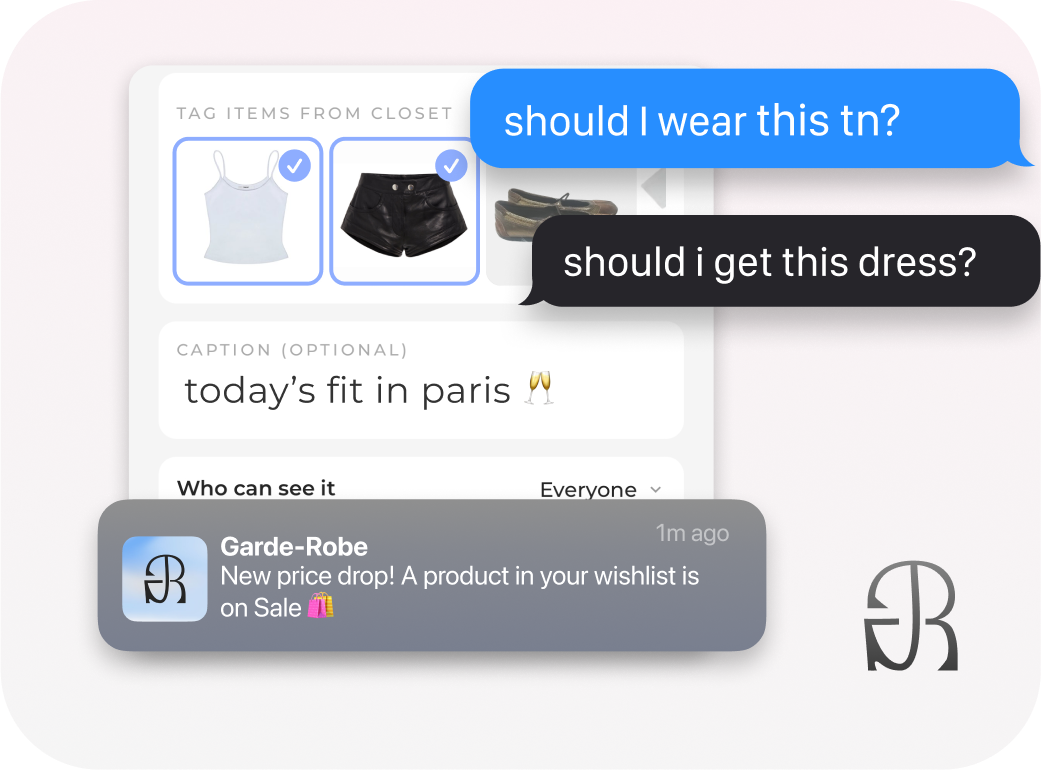 TAG ITEMS FROM CLOSET
should I wear this tn?
should i get this dress?
CAPTION (OPTIONAL)
today’s fit in paris 🥂
Who can see it
Everyone
Garde-Robe
1m ago
New price drop! A product in your wishlist is
on Sale 🛍️